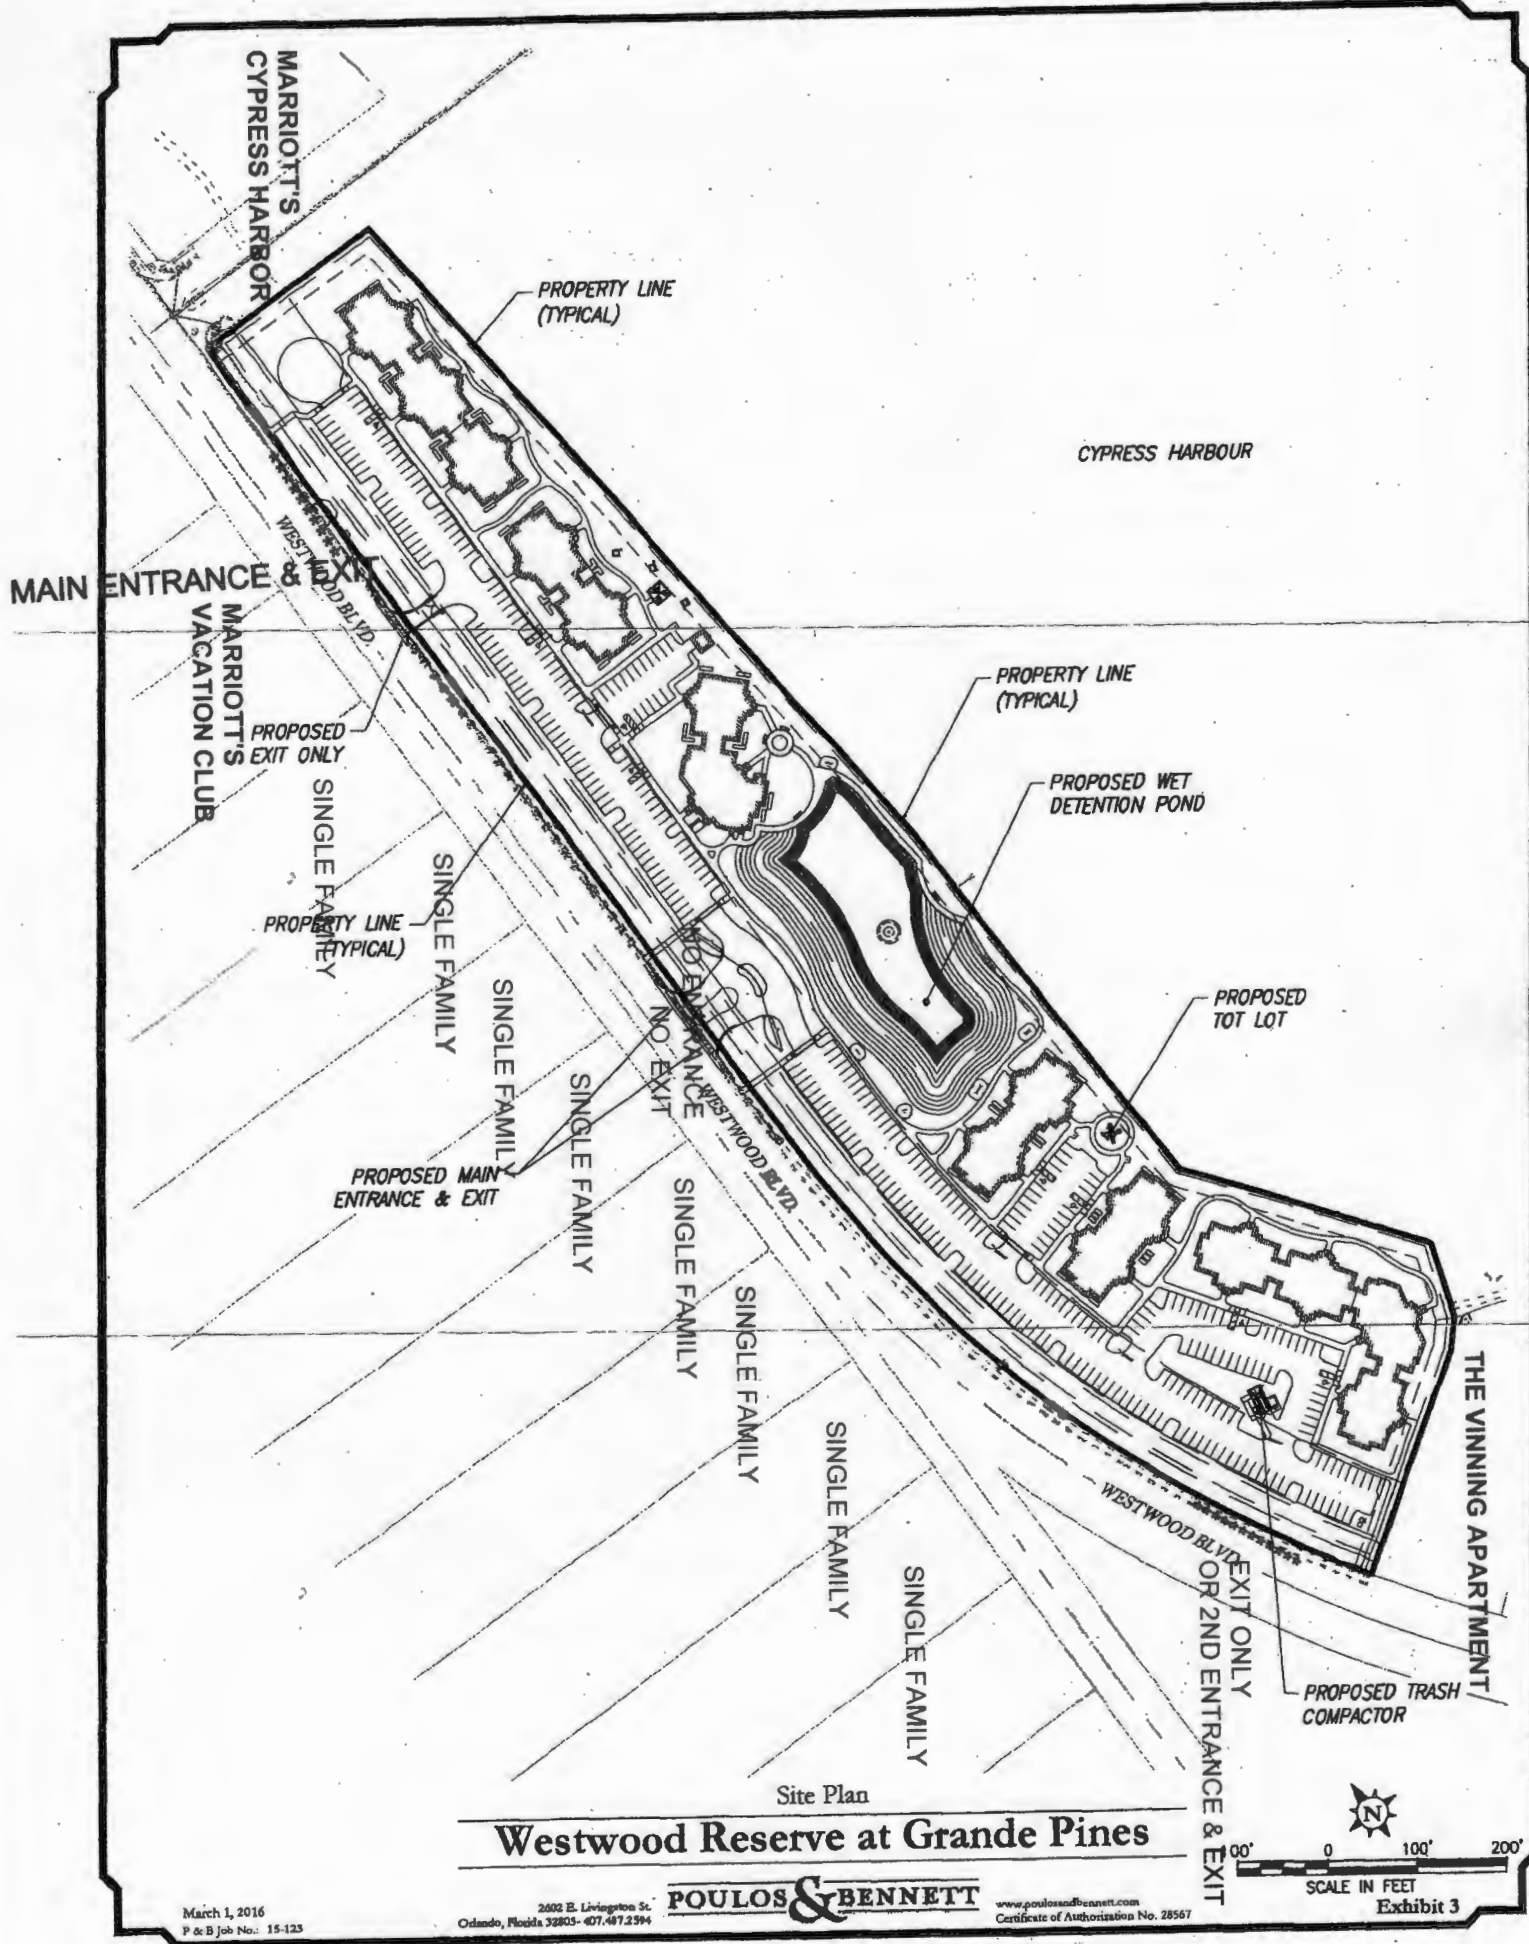 MARRIOTT'S
CYPRESS HARBOR
PROPERTY LINE
(TYPICAL)
CYPRESS HARBOUR
WESTWOOD BLVD.
MAIN ENTRANCE & EXIT
MARRIOTT'S
VACATION CLUB
PROPOSED
EXIT ONLY
PROPERTY LINE
(TYPICAL)
PROPOSED WET
DETENTION POND
SINGLE FAMILY
SINGLE FAMILY
PROPERTY LINE
(TYPICAL)
SINGLE FAMILY
NO ENTRANCE
NO EXIT
PROPOSED
TOT LOT
SINGLE FAMILY
WESTWOOD BLVD.
PROPOSED MAIN
ENTRANCE & EXIT
SINGLE FAMILY
SINGLE FAMILY
SINGLE FAMILY
SINGLE FAMILY
THE VINNING APARTMENT
WESTWOOD BLVD.
EXIT ONLY
OR 2ND ENTRANCE & EXIT
PROPOSED TRASH
COMPACTOR
Site Plan
Westwood Reserve at Grande Pines
N
100' 0 100' 200'
SCALE IN FEET
Exhibit 3
March 1, 2016
P & B Job No.: 15-123
2602 E. Livingston St.
Orlando, Florida 32803- 407.487.2594
POULOS & BENNETT
www.poulosandbennett.com
Certificate of Authorization No. 28567